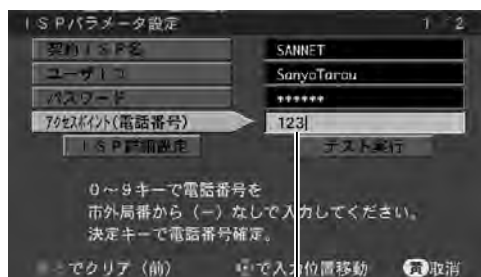 ISPパラメータ設定 1 2
契約ISP名 SANNET
ユーザID SanyoTarou
パスワード ******
アクセスポイント(電話番号) 123
ISP詳細設定 テスト実行
0〜9キーで電話番号を
市外局番から(ー)なしで入力してください。
決定キーで電話番号確定。
でクリア(前) で入力位置移動 黄取消